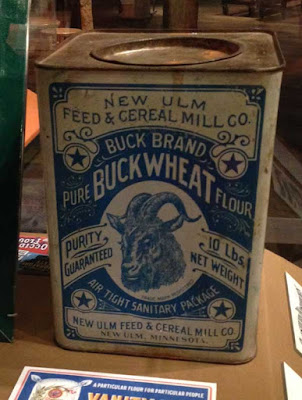 NEW ULM
FEED & CEREAL MILL CO.
BUCK BRAND
PURE BUCKWHEAT FLOUR
PURITY
GUARANTEED
10 Lbs.
NET WEIGHT
AIR TIGHT SANITARY PACKAGE
NEW ULM FEED & CEREAL MILL CO.
NEW ULM, MINNESOTA.
A PARTICULAR FLOUR FOR PARTICULAR PEOPLE